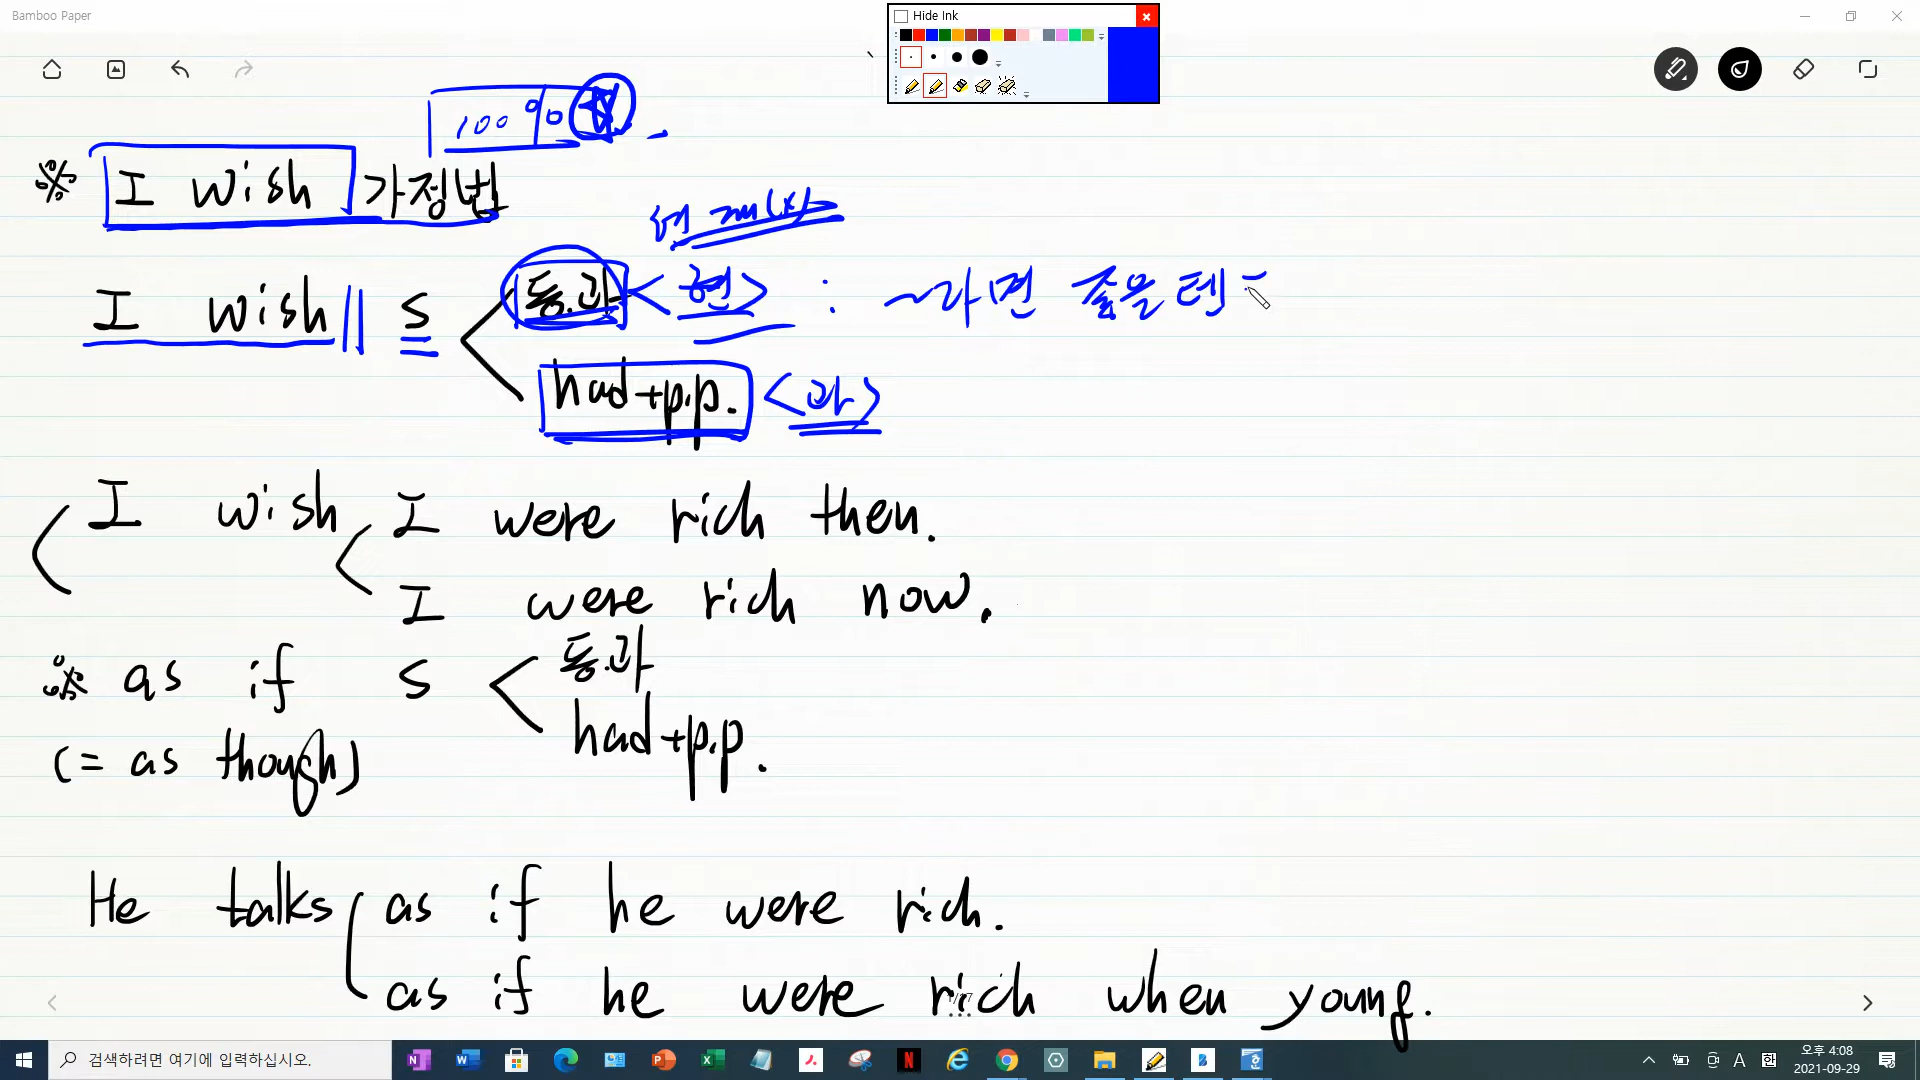 Bamboo Paper
Hide Ink
100 %
※ I wish 가정법
I wish || S 동.과 <현> : ~라면 좋을텐
had+p.p. <과>
I wish I were rich then.
I were rich now.
※ as if S 동.과
(= as though) had+p.p.
He talks as if he were rich.
as if he were rich when young.
검색하려면 여기에 입력하십시오.
A
오후 4:08
2021-09-29